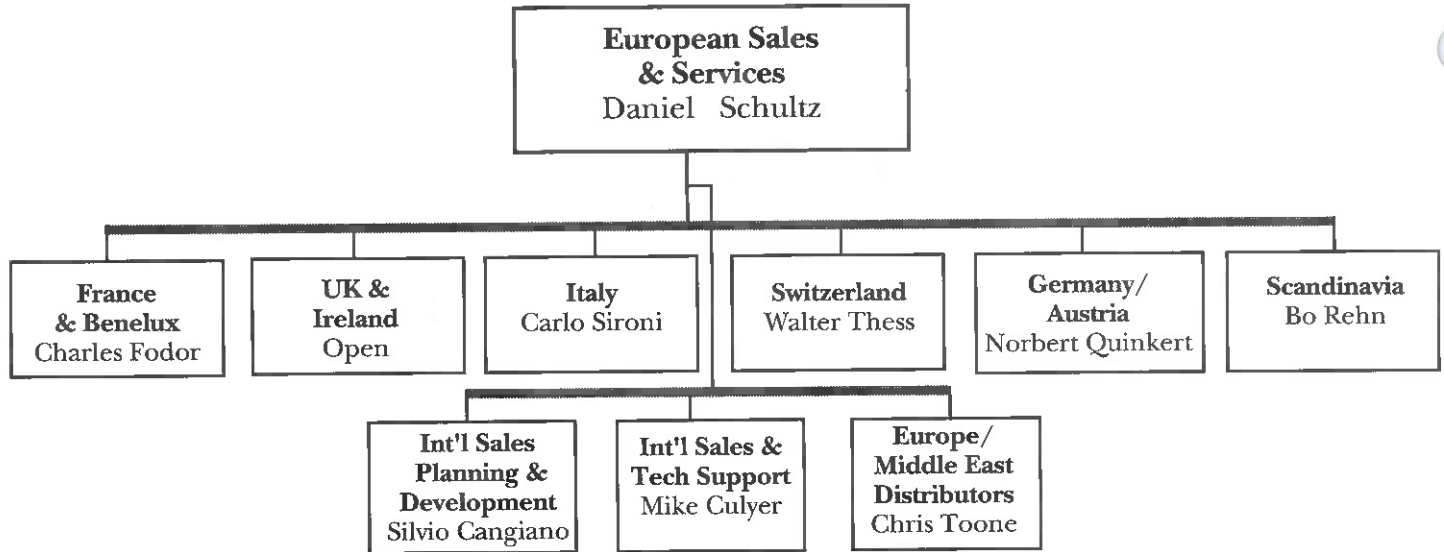 European Sales
& Services
Daniel Schultz
France
& Benelux
Charles Fodor
UK &
Ireland
Open
Italy
Carlo Sironi
Switzerland
Walter Thess
Germany/
Austria
Norbert Quinkert
Scandinavia
Bo Rehn
Int'l Sales
Planning &
Development
Silvio Cangiano
Int'l Sales &
Tech Support
Mike Culyer
Europe/
Middle East
Distributors
Chris Toone